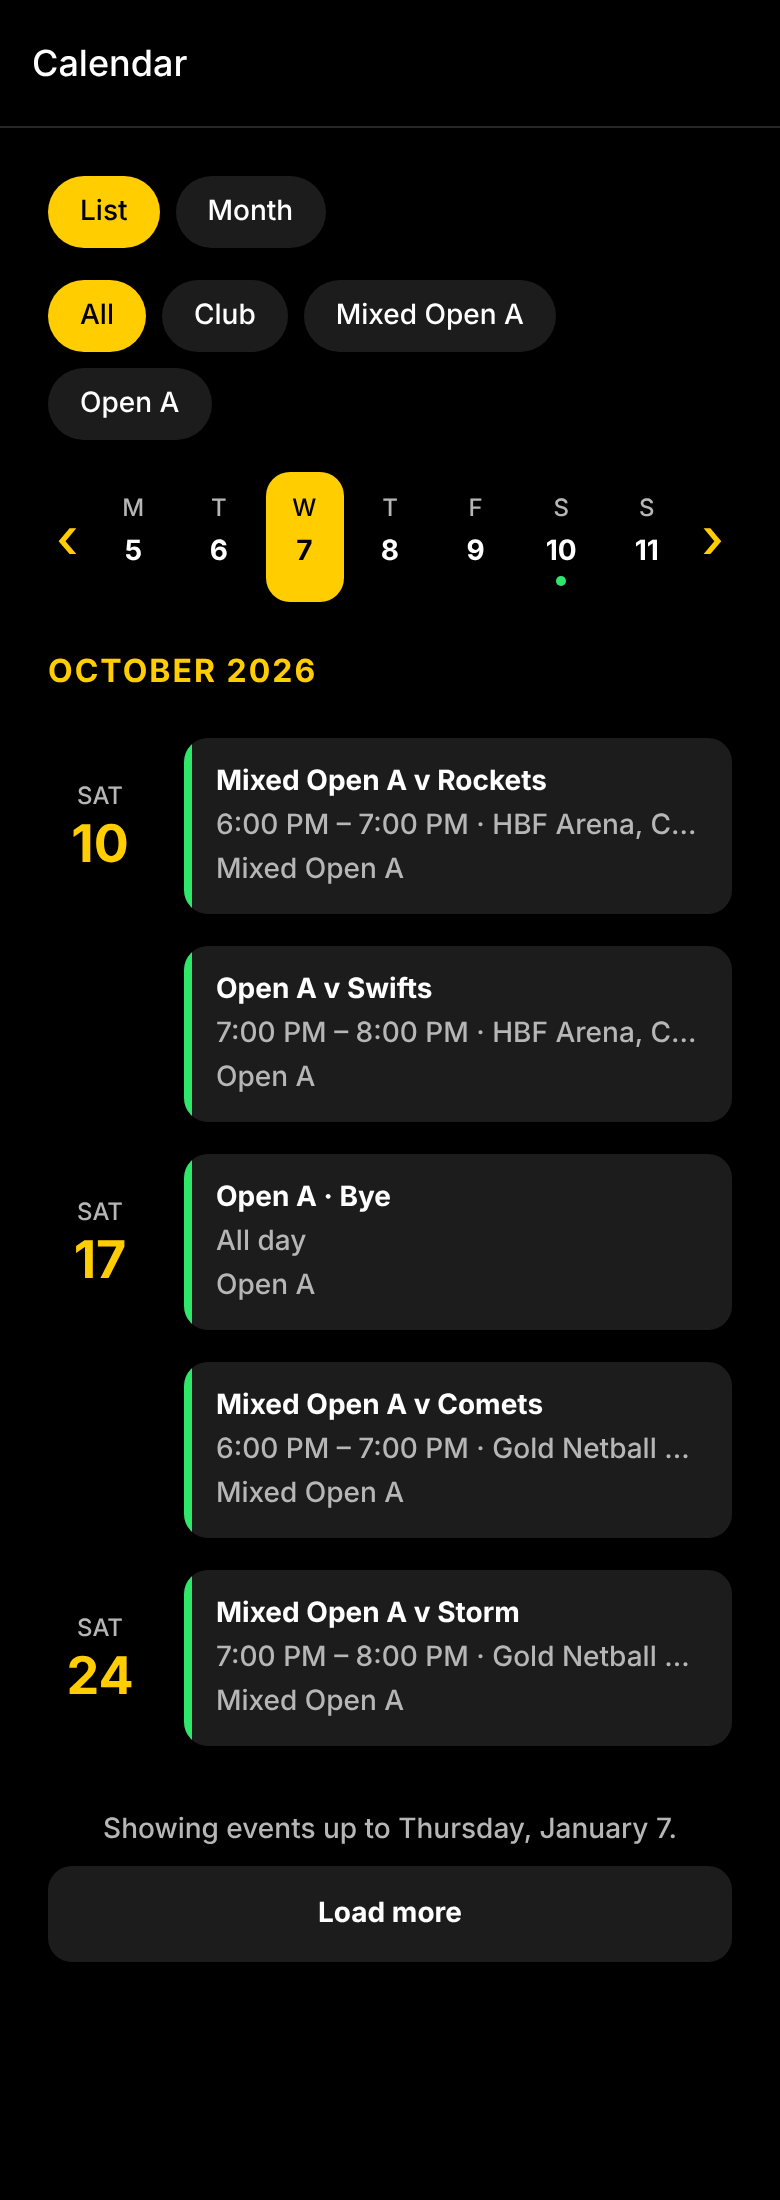 Calendar
List Month
All Club Mixed Open A
Open A
M T W T F S S
‹ 5 6 7 8 9 10 11 ›
OCTOBER 2026
SAT
10
Mixed Open A v Rockets
6:00 PM – 7:00 PM · HBF Arena, C...
Mixed Open A
Open A v Swifts
7:00 PM – 8:00 PM · HBF Arena, C...
Open A
SAT
17
Open A · Bye
All day
Open A
Mixed Open A v Comets
6:00 PM – 7:00 PM · Gold Netball ...
Mixed Open A
SAT
24
Mixed Open A v Storm
7:00 PM – 8:00 PM · Gold Netball ...
Mixed Open A
Showing events up to Thursday, January 7.
Load more